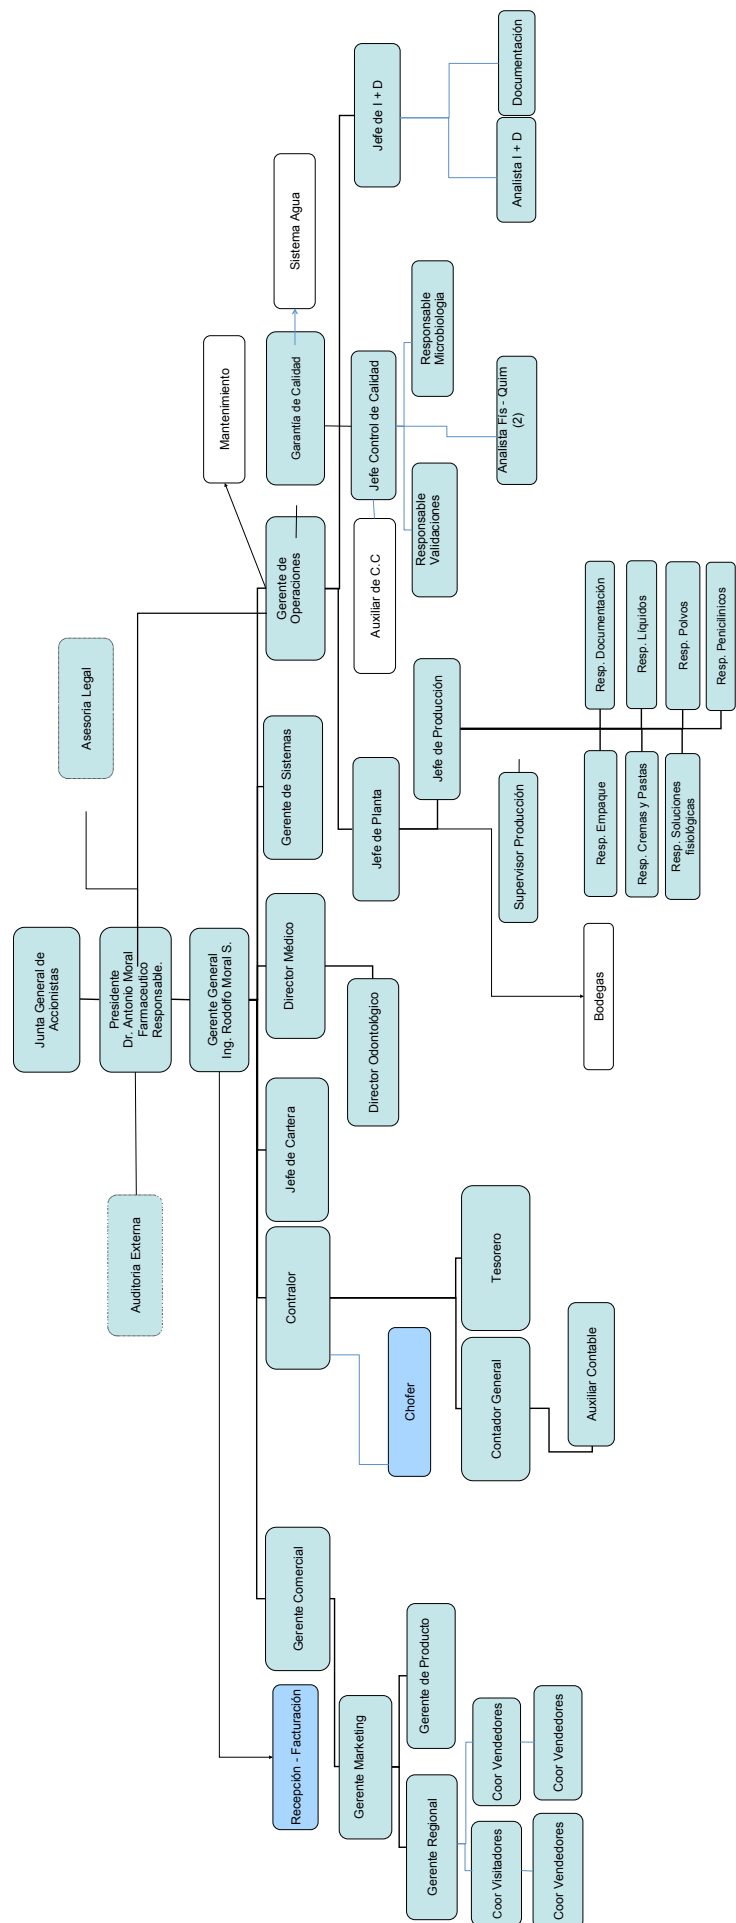 Junta General de
Accionistas
Presidente
Dr. Antonio Moral
Farmaceutico
Responsable.
Asesoría Legal
Auditoria Externa
Gerente General
Ing. Rodolfo Moral S.
Recepción - Facturación
Gerente Comercial
Contralor
Jefe de Cartera
Director Médico
Gerente de Sistemas
Gerente de
Operaciones
Mantenimiento
Garantía de Calidad
Sistema Agua
Gerente Marketing
Director Odontológico
Jefe de Planta
Auxiliar de C.C
Jefe Control de Calidad
Jefe de I + D
Chofer
Gerente Regional
Gerente de Producto
Contador General
Tesorero
Jefe de Producción
Responsable
Validaciones
Responsable
Microbiologia
Coor Visitadores
Coor Vendedores
Supervisor Producción
Analista Fís - Quim
(2)
Analista I + D
Documentación
Coor Vendedores
Coor Vendedores
Auxiliar Contable
Bodegas
Resp. Empaque
Resp. Documentación
Resp. Cremas y Pastas
Resp. Líquidos
Resp. Soluciones
fisiológicas
Resp. Polvos
Resp. Penicilinicos